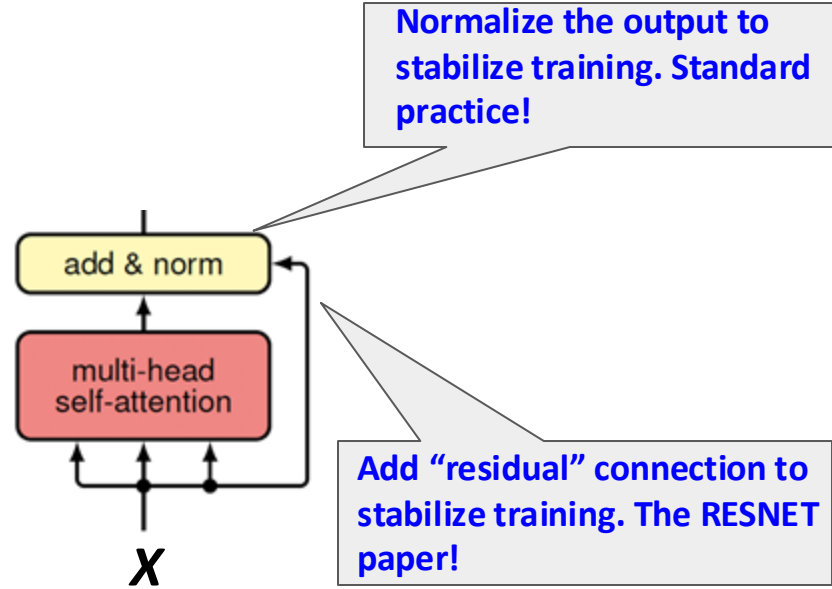 Normalize the output to
stabilize training. Standard
practice!
add & norm
multi-head
self-attention
Add “residual” connection to
stabilize training. The RESNET
paper!
X